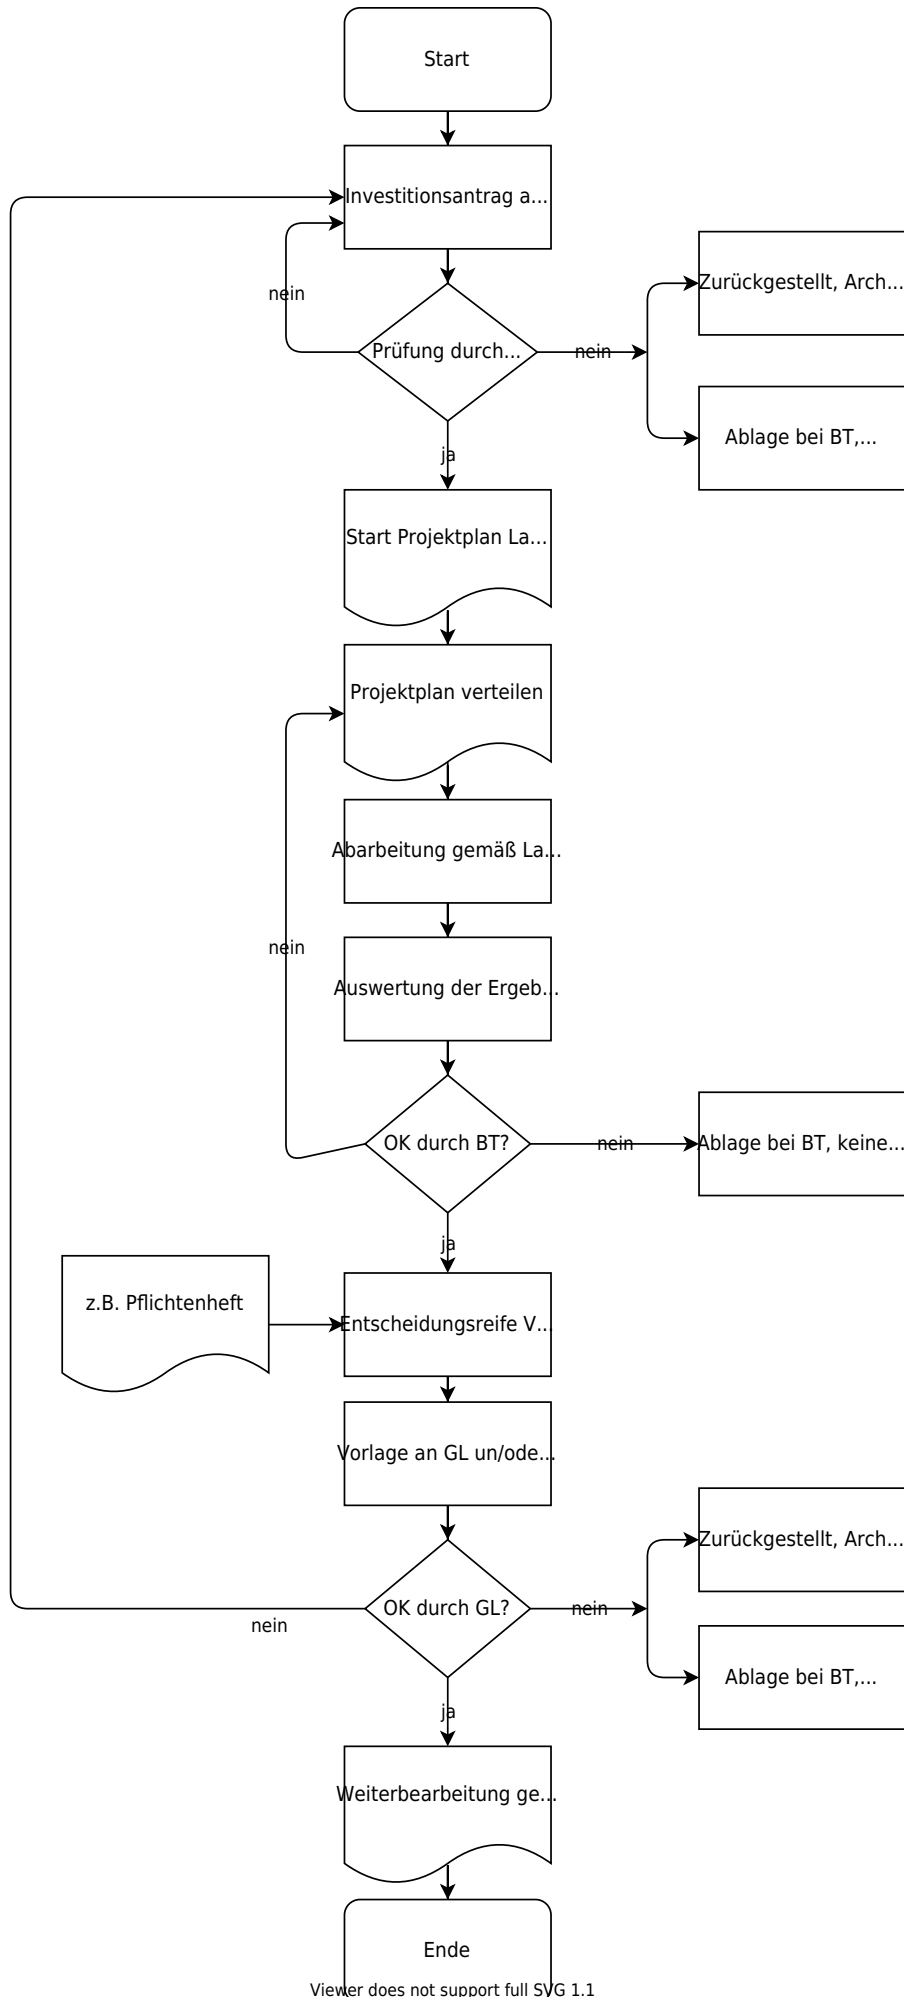 Start
Investitionsantrag a...
nein
Zurückgestellt, Arch...
Prüfung durch...
nein
Ablage bei BT,...
ja
Start Projektplan La...
Projektplan verteilen
Abarbeitung gemäß La...
nein
Auswertung der Ergeb...
OK durch BT?
nein
Ablage bei BT, keine...
ja
z.B. Pflichtenheft
Entscheidungsreife V...
Vorlage an GL un/ode...
Zurückgestellt, Arch...
OK durch GL?
nein
nein
Ablage bei BT,...
ja
Weiterbearbeitung ge...
Ende
Viewer does not support full SVG 1.1